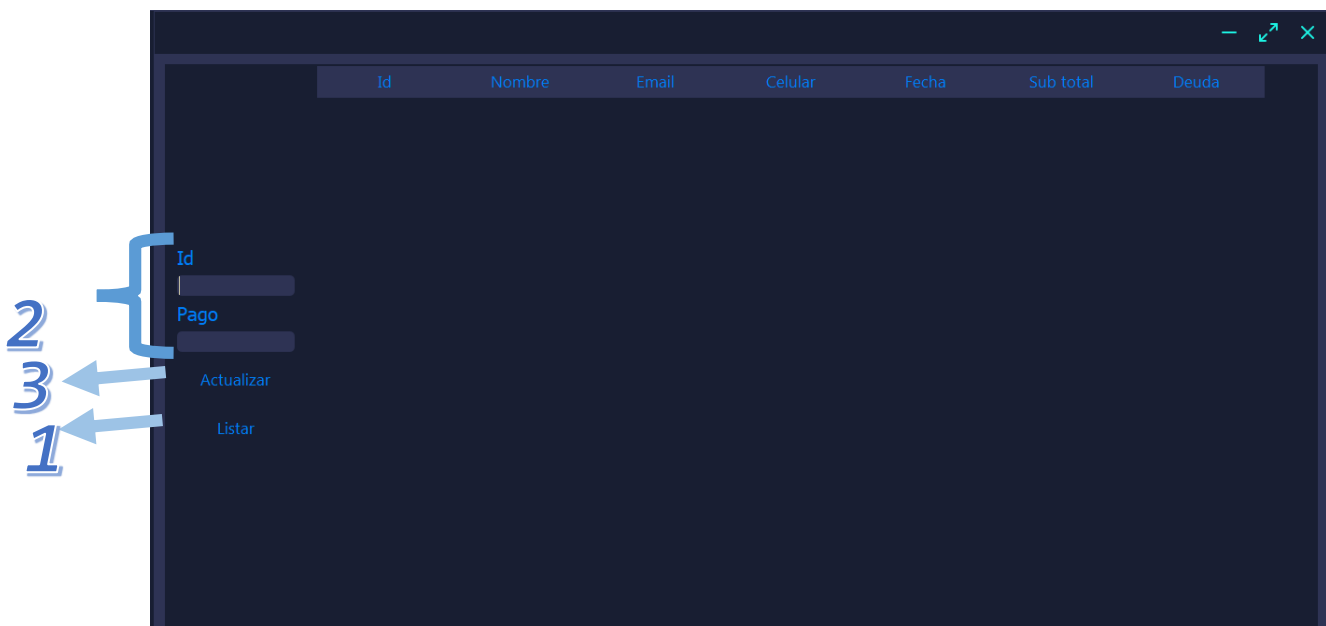 Id Nombre Email Celular Fecha Sub total Deuda
Id
Pago
2
3
Actualizar
1
Listar